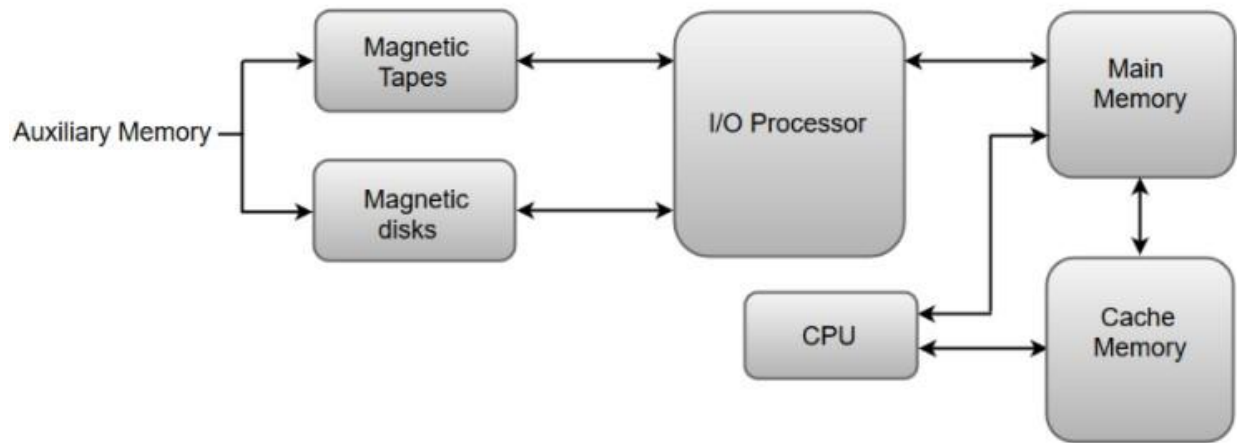 Auxiliary Memory
Magnetic
Tapes
Magnetic
disks
I/O Processor
Main
Memory
CPU
Cache
Memory